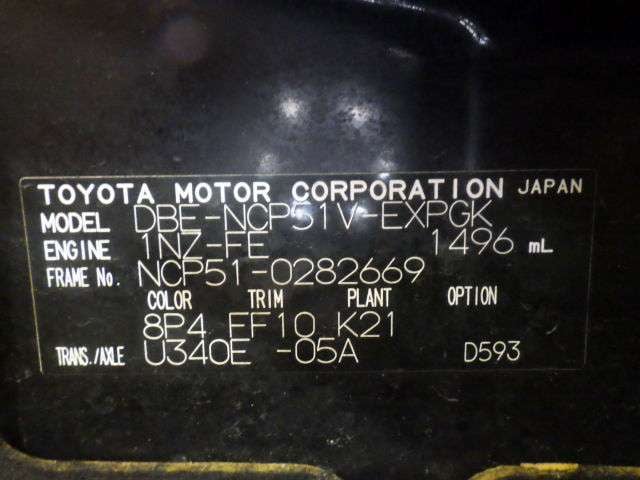 TOYOTA MOTOR CORPORATION JAPAN
MODEL DBE-NCP51V-EXPGK
ENGINE 1NZ-FE 1496 mL
FRAME No. NCP51-0282669
COLOR TRIM PLANT OPTION
8P4 FF10 K21
TRANS./AXLE U340E -05A D593